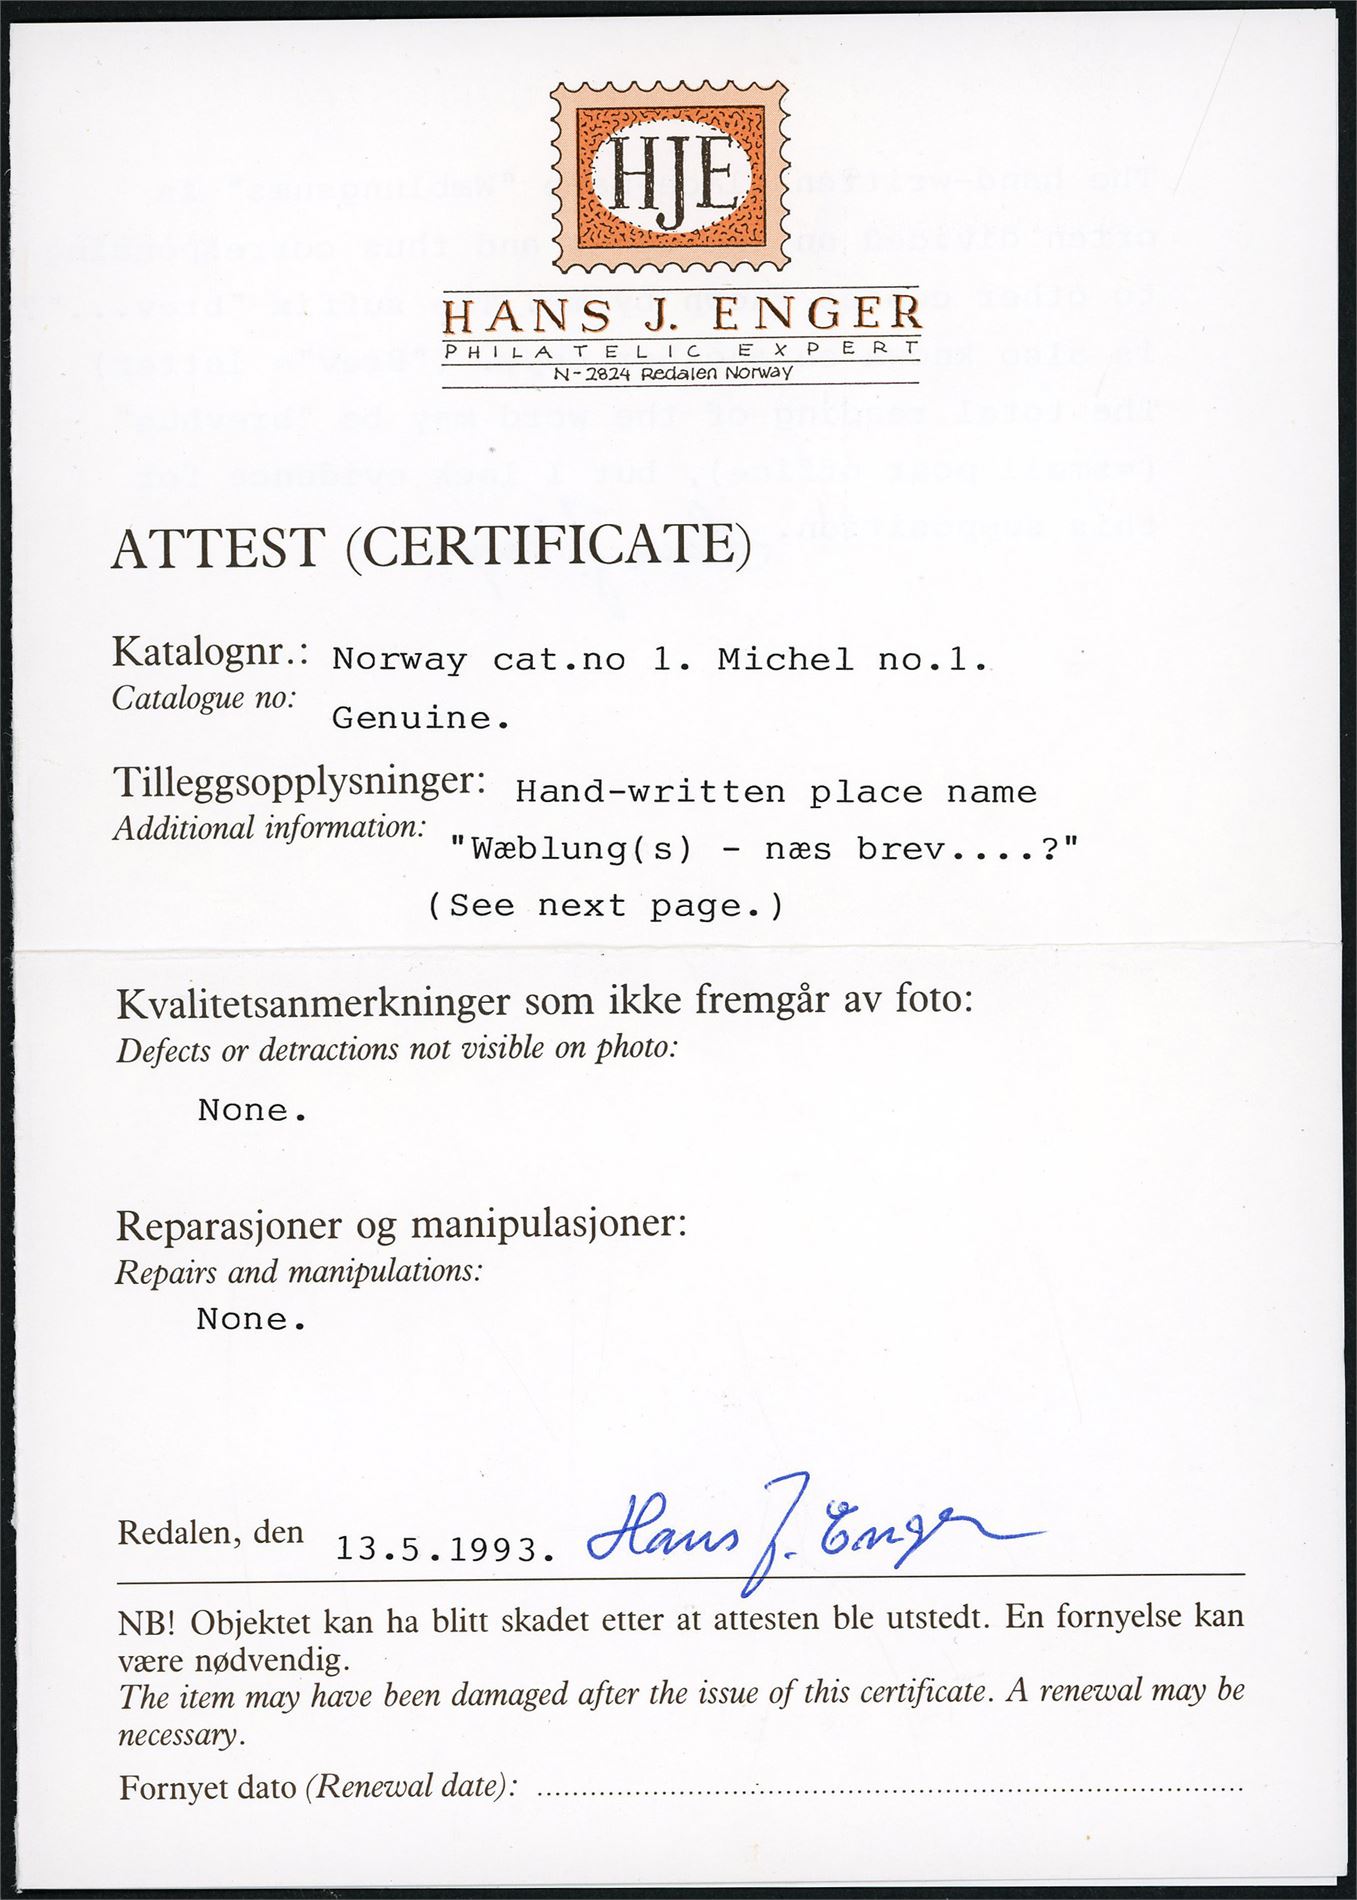 HJE
HANS J. ENGER
PHILATELIC EXPERT
N-2824 Redalen Norway
ATTEST (CERTIFICATE)
Katalognr.: Norway cat.no 1. Michel no.1.
Catalogue no:
Genuine.
Tilleggsopplysninger: Hand-written place name
Additional information:
"Wæblung(s) - næs brev....?"
(See next page.)
Kvalitetsanmerkninger som ikke fremgår av foto:
Defects or detractions not visible on photo:
None.
Reparasjoner og manipulasjoner:
Repairs and manipulations:
None.
Redalen, den 13.5.1993. Hans J. Enger
NB! Objektet kan ha blitt skadet etter at attesten ble utstedt. En fornyelse kan
være nødvendig.
The item may have been damaged after the issue of this certificate. A renewal may be
necessary.
Fornyet dato (Renewal date):